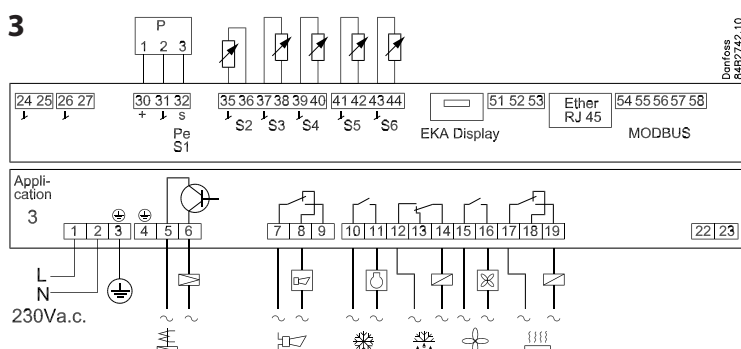 3
P
1 2 3
Danfoss
84B2742.10
24 25 26 27 30 31 32 35 36 37 38 39 40 41 42 43 44 51 52 53 Ether RJ 45 54 55 56 57 58
+ s S2 S3 S4 S5 S6
Pe
S1
EKA Display
MODBUS
Appli-
cation
3
1 2 3 4 5 6 7 8 9 10 11 12 13 14 15 16 17 18 19 22 23
L
N
230Va.c.